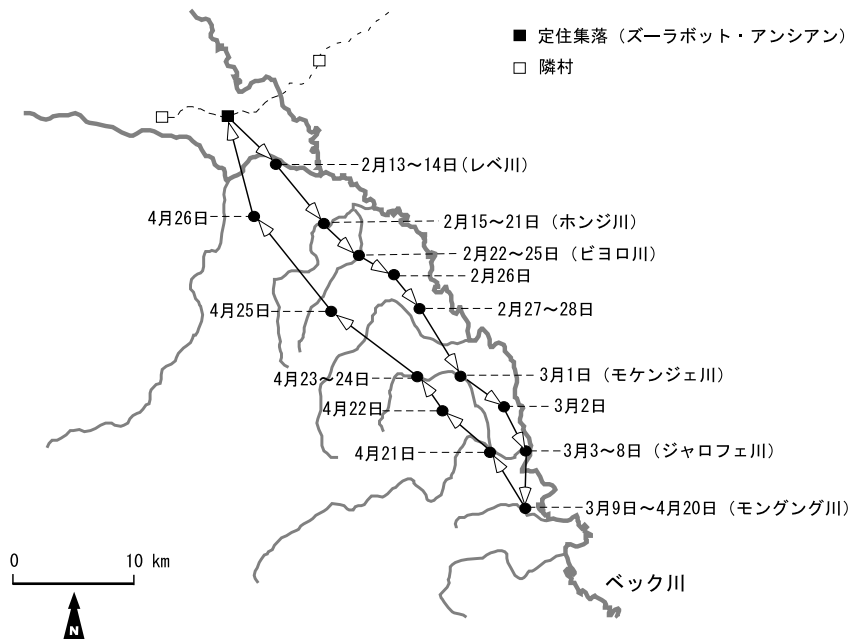 定住集落（ズーラボット・アンシアン）
隣村
2月13～14日(レベ川）
4月26日
2月15～21日（ホンジ川）
2月22～25日（ビヨロ川）
2月26日
4月25日
2月27～28日
4月23～24日
3月1日（モケンジェ川）
4月22日
3月2日
4月21日
3月3～8日（ジャロフェ川）
3月9日～4月20日（モングング川）
0 10 km
ベック川
N